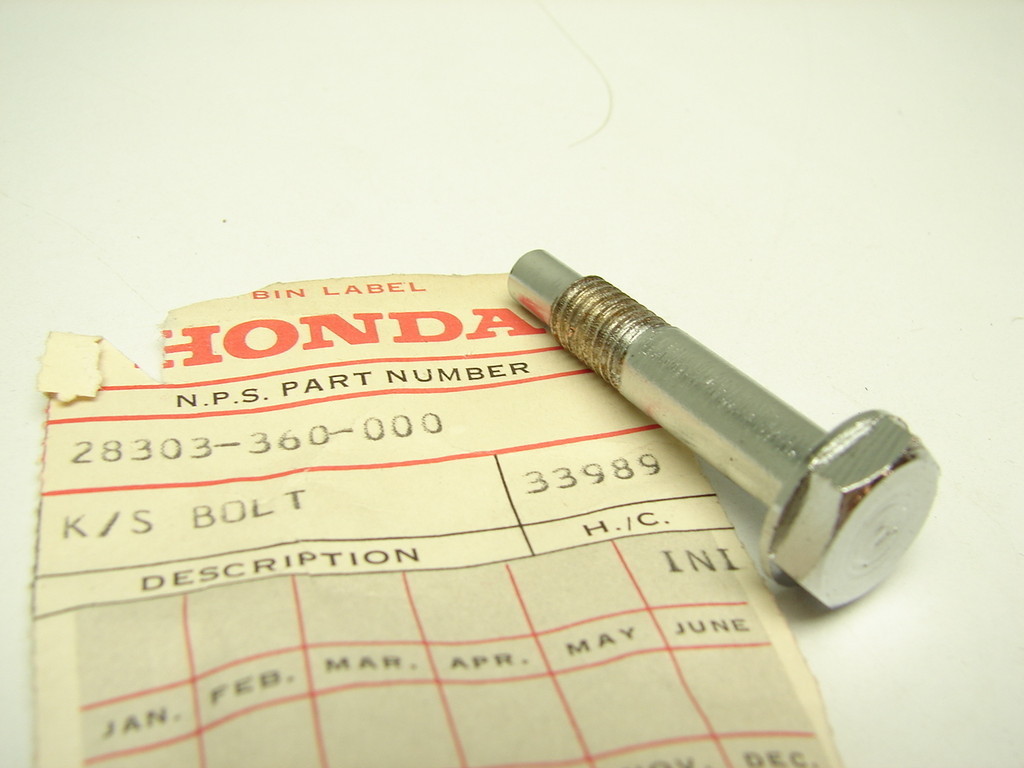 BIN LABEL
HONDA
N.P.S. PART NUMBER
28303-360-000
K/S BOLT 33989
DESCRIPTION H./C.
INI
JAN. FEB. MAR. APR. MAY JUNE
NOV. DEC.